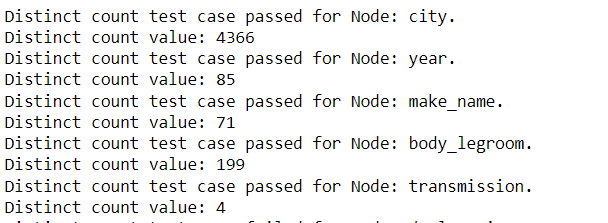 Distinct count test case passed for Node: city.
Distinct count value: 4366
Distinct count test case passed for Node: year.
Distinct count value: 85
Distinct count test case passed for Node: make_name.
Distinct count value: 71
Distinct count test case passed for Node: body_legroom.
Distinct count value: 199
Distinct count test case passed for Node: transmission.
Distinct count value: 4